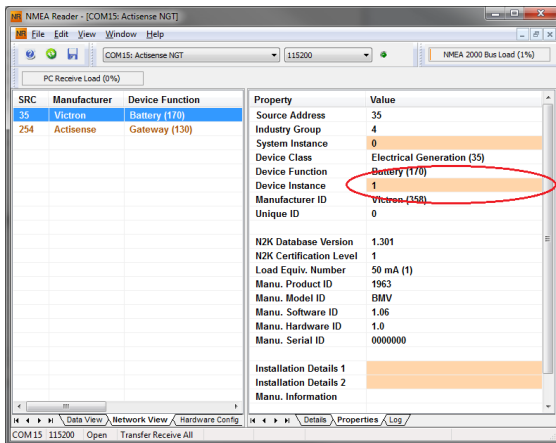 NMEA Reader - [COM15: Actisense NGT]
File Edit View Window Help
COM15: Actisense NGT 115200 NMEA 2000 Bus Load (1%)
PC Receive Load (0%)
SRC Manufacturer Device Function
35 Victron Battery (170)
254 Actisense Gateway (130)
Property Value
Source Address 35
Industry Group 4
System Instance 0
Device Class Electrical Generation (35)
Device Function Battery (170)
Device Instance 1
Manufacturer ID Victron (358)
Unique ID 0
N2K Database Version 1.301
N2K Certification Level 1
Load Equiv. Number 50 mA (1)
Manu. Product ID 1963
Manu. Model ID BMV
Manu. Software ID 1.06
Manu. Hardware ID 1.0
Manu. Serial ID 0000000
Installation Details 1
Installation Details 2
Manu. Information
Data View Network View Hardware Config
Details Properties Log
COM 15 115200 Open Transfer Receive All